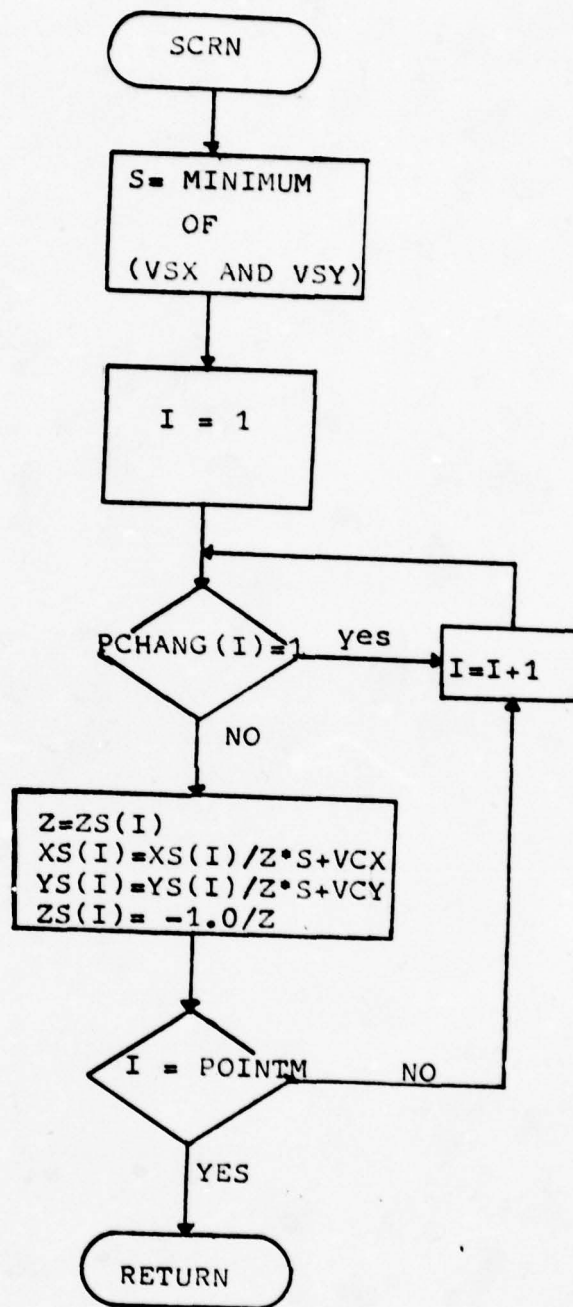 SCRN
S= MINIMUM
OF
(VSX AND VSY)
I = 1
PCHANG(I)=1
yes
I=I+1
NO
Z=ZS(I)
XS(I)=XS(I)/Z*S+VCX
YS(I)=YS(I)/Z*S+VCY
ZS(I)= -1.0/Z
I = POINTM
NO
YES
RETURN